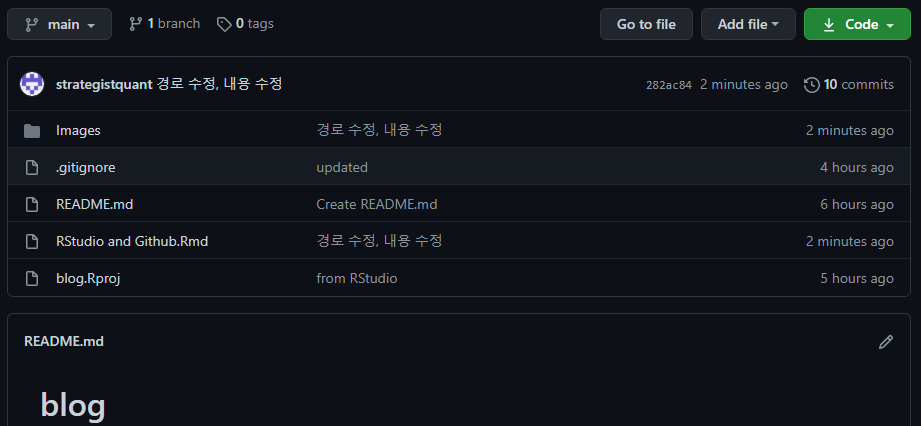 main 1 branch 0 tags Go to file Add file Code
strategistquant 경로 수정, 내용 수정 282ac84 2 minutes ago 10 commits
Images 경로 수정, 내용 수정 2 minutes ago
.gitignore updated 4 hours ago
README.md Create README.md 6 hours ago
RStudio and Github.Rmd 경로 수정, 내용 수정 2 minutes ago
blog.Rproj from RStudio 5 hours ago
README.md
blog